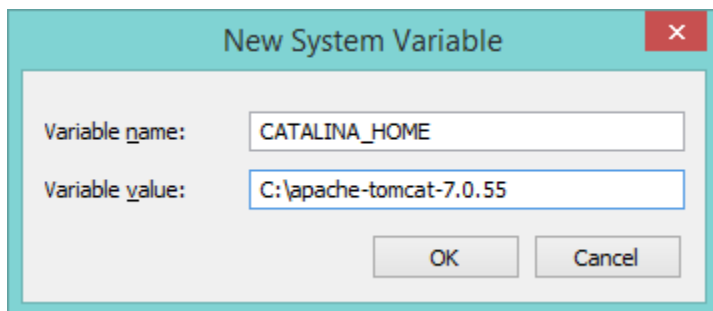 New System Variable
Variable name: CATALINA_HOME
Variable value: C:\apache-tomcat-7.0.55
OK Cancel